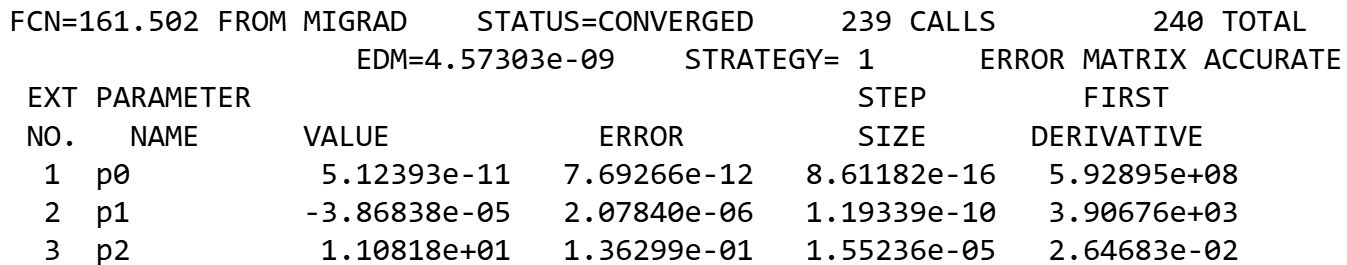 FCN=161.502 FROM MIGRAD    STATUS=CONVERGED     239 CALLS         240 TOTAL
                    EDM=4.57303e-09    STRATEGY= 1      ERROR MATRIX ACCURATE
 EXT PARAMETER                                   STEP         FIRST
 NO.   NAME      VALUE            ERROR          SIZE      DERIVATIVE
  1  p0           5.12393e-11   7.69266e-12   8.61182e-16   5.92895e+08
  2  p1          -3.86838e-05   2.07840e-06   1.19339e-10   3.90676e+03
  3  p2           1.10818e+01   1.36299e-01   1.55236e-05   2.64683e-02